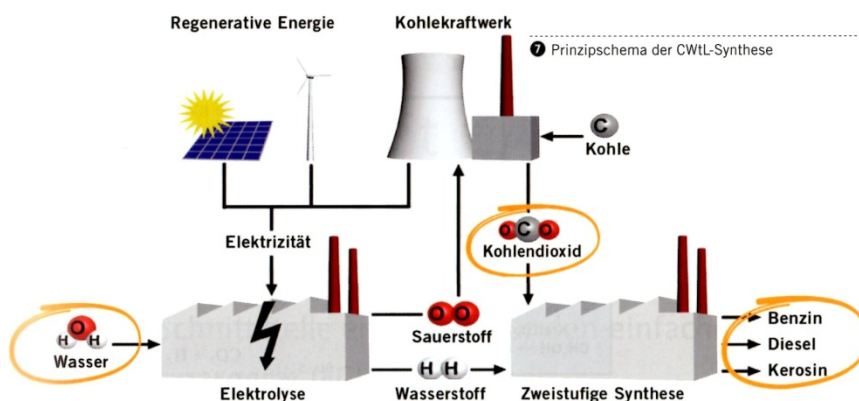 Regenerative Energie
Kohlekraftwerk
7 Prinzipschema der CWtL-Synthese
C
Kohle
Elektrizität
O C O
Kohlendioxid
O
H H
Wasser
O O
Sauerstoff
H H
Wasserstoff
Elektrolyse
Zweistufige Synthese
Benzin
Diesel
Kerosin